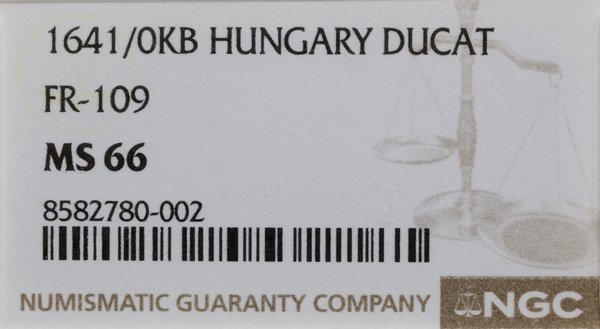 1641/0KB HUNGARY DUCAT
FR-109
MS 66
8582780-002
NUMISMATIC GUARANTY COMPANY NGC